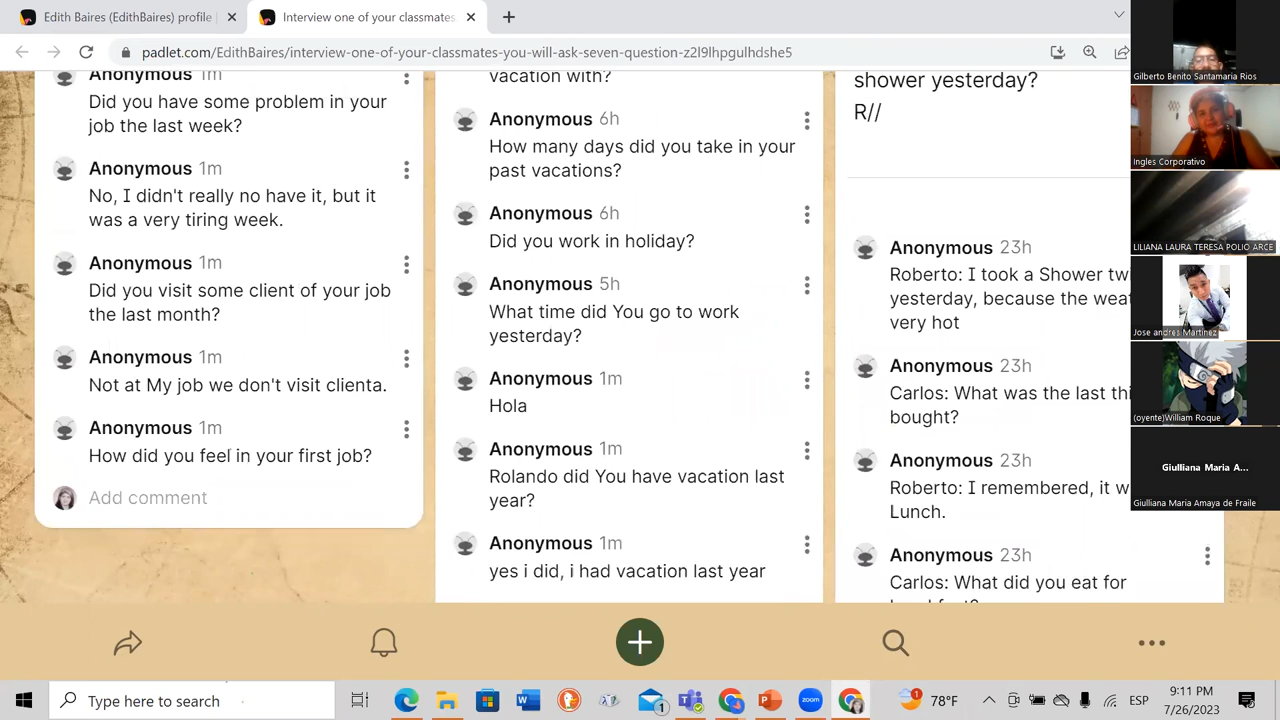 Edith Baires (EdithBaires) profile |
Interview one of your classmates
padlet.com/EdithBaires/interview-one-of-your-classmates-you-will-ask-seven-question-z2l9lhpgulhdshe5
Anonymous 1m
Did you have some problem in your
job the last week?
Anonymous 1m
No, I didn't really no have it, but it
was a very tiring week.
Anonymous 1m
Did you visit some client of your job
the last month?
Anonymous 1m
Not at My job we don't visit clienta.
Anonymous 1m
How did you feel in your first job?
Add comment
vacation with?
Anonymous 6h
How many days did you take in your
past vacations?
Anonymous 6h
Did you work in holiday?
Anonymous 5h
What time did You go to work
yesterday?
Anonymous 1m
Hola
Anonymous 1m
Rolando did You have vacation last
year?
Anonymous 1m
yes i did, i had vacation last year
shower yesterday?
R//
Anonymous 23h
Roberto: I took a Shower twi
yesterday, because the wea
very hot
Anonymous 23h
Carlos: What was the last thi
bought?
Anonymous 23h
Roberto: I remembered, it w
Lunch.
Anonymous 23h
Carlos: What did you eat for
Gilberto Benito Santamaria Rios
Ingles Corporativo
LILIANA LAURA TERESA POLIO ARCE
Jose andres Martinez
(oyente)William Roque
Giulliana Maria A...
Giulliana Maria Amaya de Fraile
Type here to search
1
1
78°F
ESP
9:11 PM
7/26/2023